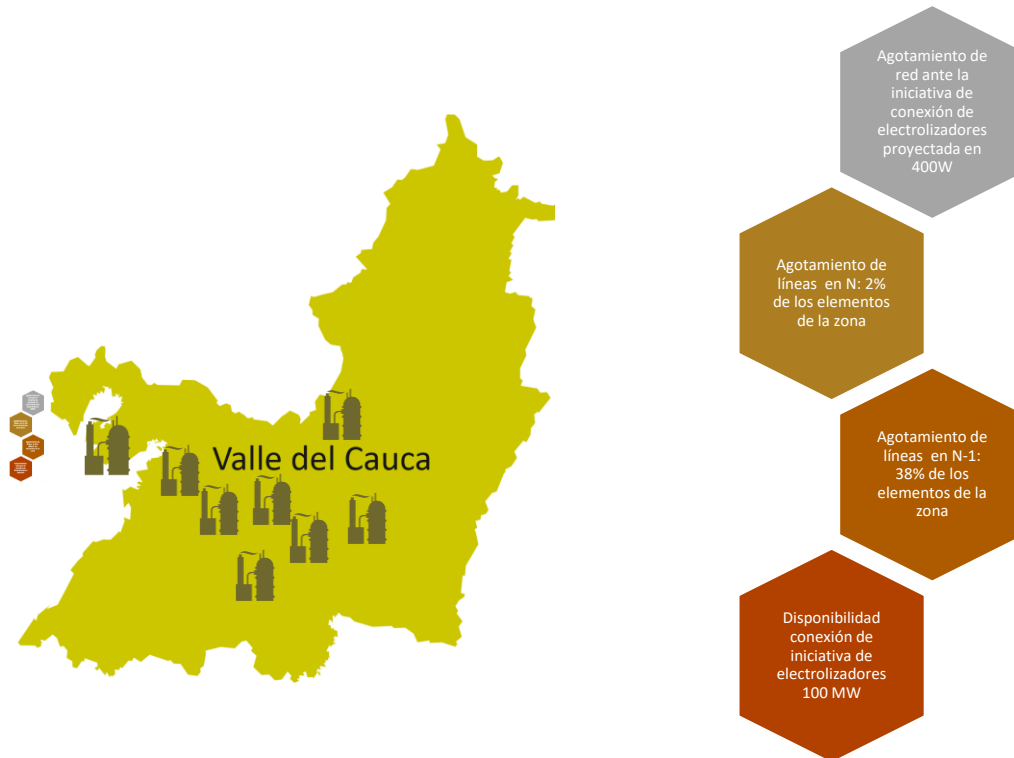 Agotamiento de
red ante la
iniciativa de
conexión de
electrolizadores
proyectada en
400W
Agotamiento de
líneas en N: 2%
de los elementos
de la zona
Valle del Cauca
Agotamiento de
líneas en N-1:
38% de los
elementos de la
zona
Disponibilidad
conexión de
iniciativa de
electrolizadores
100 MW